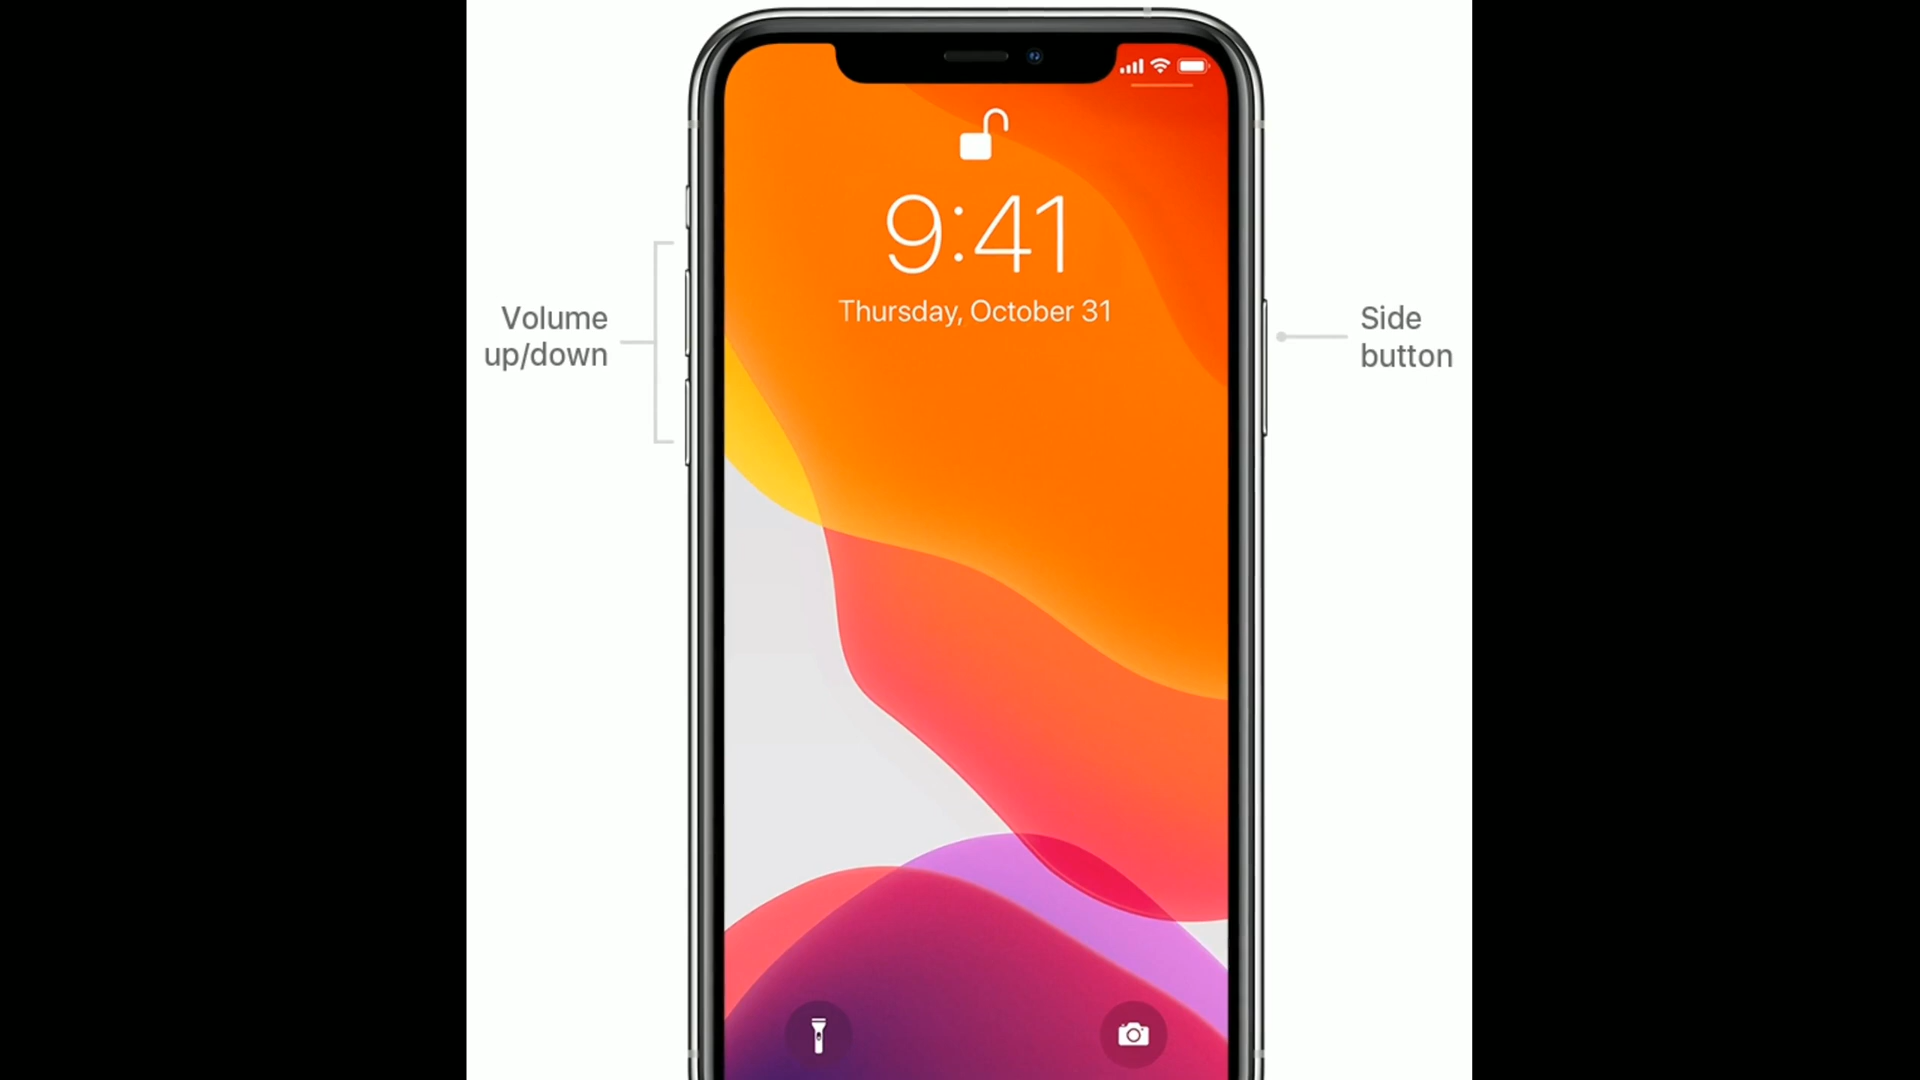 9:41
Thursday, October 31
Volume
up/down
Side
button